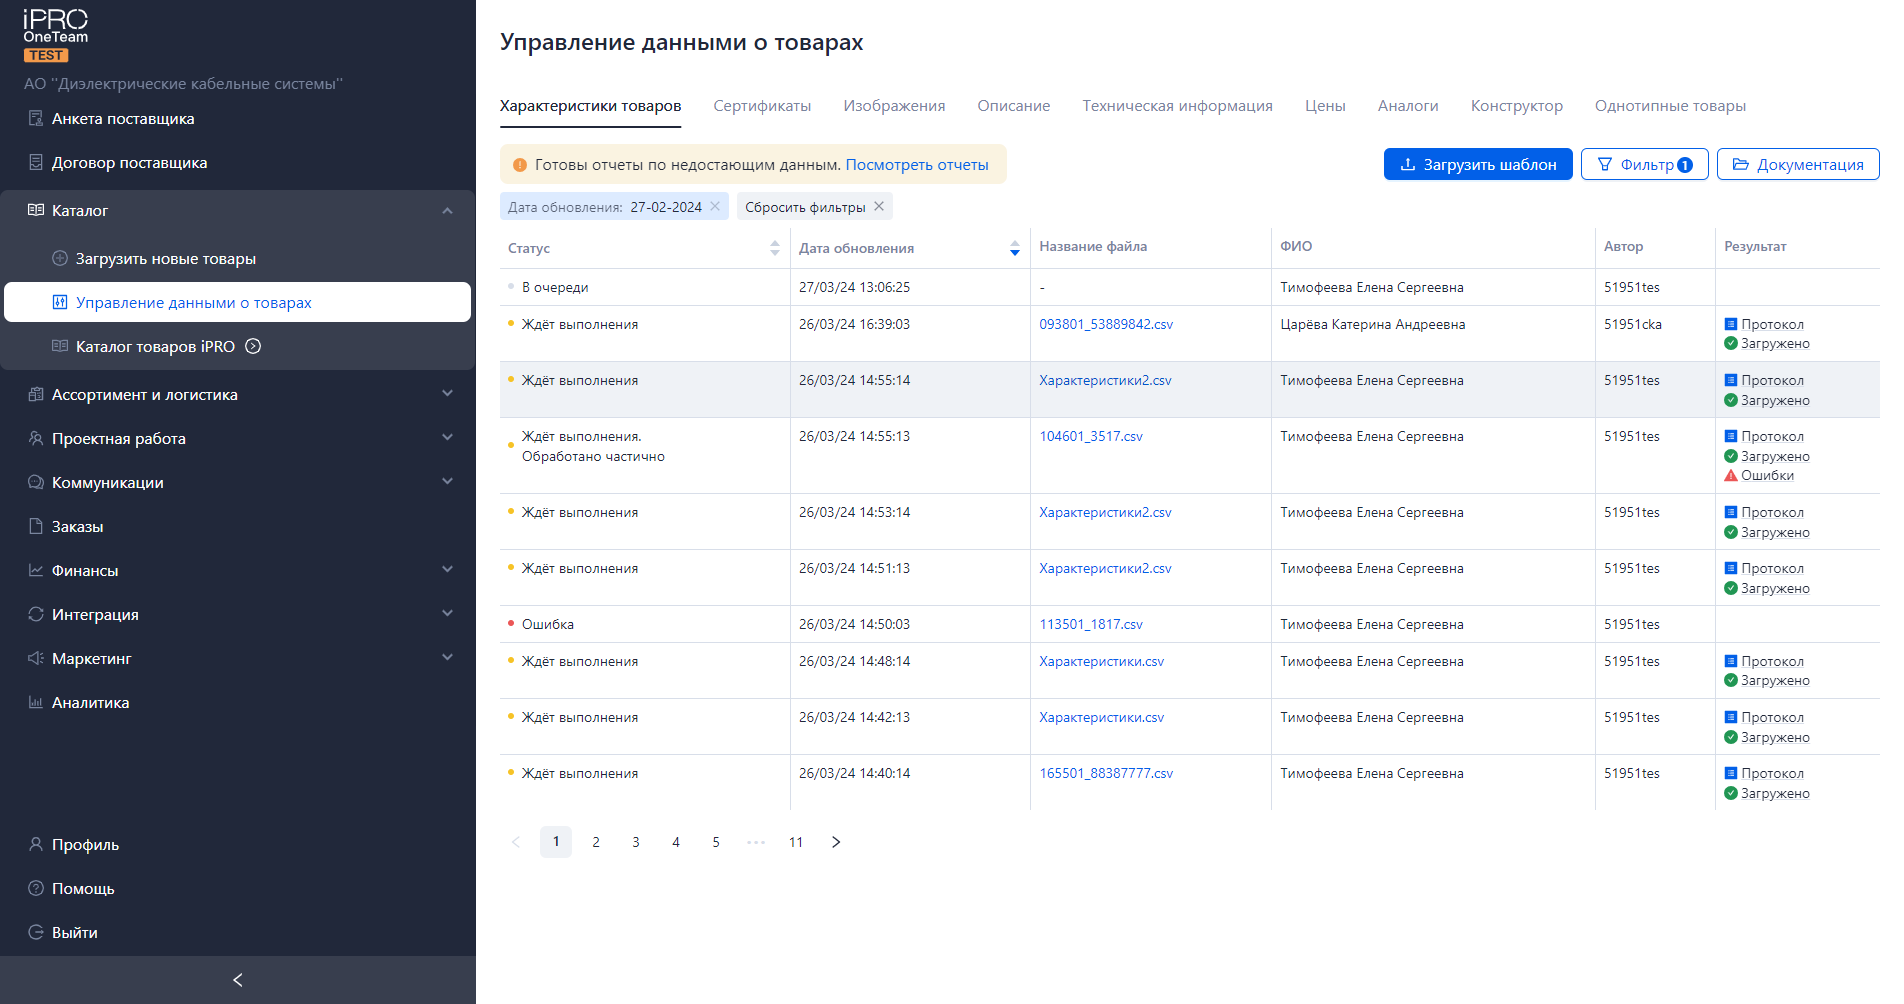 iPRO
OneTeam
TEST
АО "Диэлектрические кабельные системы"
Анкета поставщика
Договор поставщика
Каталог
Загрузить новые товары
Управление данными о товарах
Каталог товаров iPRO
Ассортимент и логистика
Проектная работа
Коммуникации
Заказы
Финансы
Интеграция
Маркетинг
Аналитика
Профиль
Помощь
Выйти
Управление данными о товарах
Характеристики товаров Сертификаты Изображения Описание Техническая информация Цены Аналоги Конструктор Однотипные товары
Готовы отчеты по недостающим данным. Посмотреть отчеты
Загрузить шаблон Фильтр 1 Документация
Дата обновления: 27-02-2024 Сбросить фильтры
Статус Дата обновления Название файла ФИО Автор Результат
В очереди 27/03/24 13:06:25 - Тимофеева Елена Сергеевна 51951tes
Ждёт выполнения 26/03/24 16:39:03 093801_53889842.csv Царёва Катерина Андреевна 51951cka Протокол
Загружено
Ждёт выполнения 26/03/24 14:55:14 Характеристики2.csv Тимофеева Елена Сергеевна 51951tes Протокол
Загружено
Ждёт выполнения. 26/03/24 14:55:13 104601_3517.csv Тимофеева Елена Сергеевна 51951tes Протокол
Обработано частично Загружено
Ошибки
Ждёт выполнения 26/03/24 14:53:14 Характеристики2.csv Тимофеева Елена Сергеевна 51951tes Протокол
Загружено
Ждёт выполнения 26/03/24 14:51:13 Характеристики2.csv Тимофеева Елена Сергеевна 51951tes Протокол
Загружено
Ошибка 26/03/24 14:50:03 113501_1817.csv Тимофеева Елена Сергеевна 51951tes
Ждёт выполнения 26/03/24 14:48:14 Характеристики.csv Тимофеева Елена Сергеевна 51951tes Протокол
Загружено
Ждёт выполнения 26/03/24 14:42:13 Характеристики.csv Тимофеева Елена Сергеевна 51951tes Протокол
Загружено
Ждёт выполнения 26/03/24 14:40:14 165501_88387777.csv Тимофеева Елена Сергеевна 51951tes Протокол
Загружено
1 2 3 4 5 ••• 11